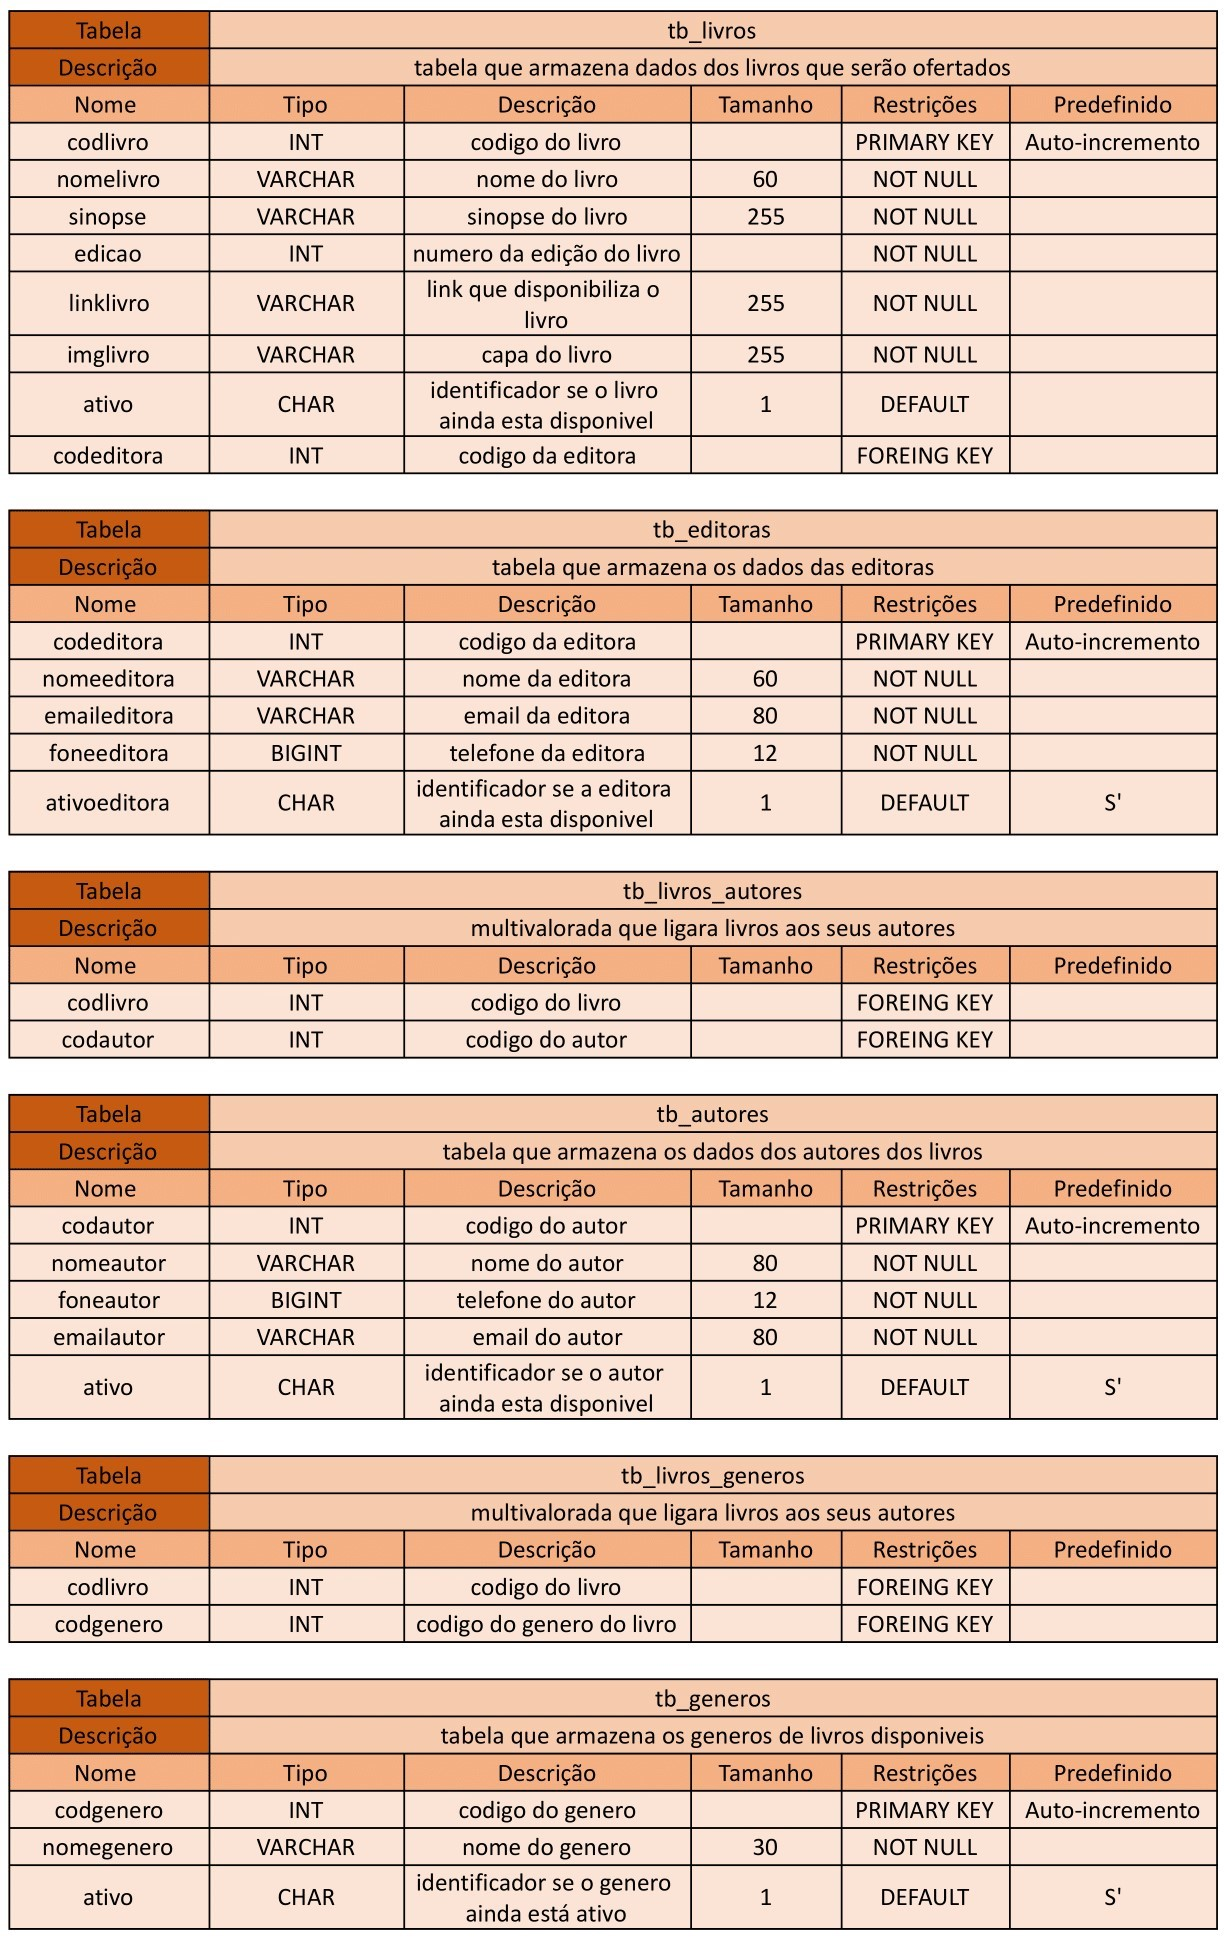 Tabela tb_livros
Descrição tabela que armazena dados dos livros que serão ofertados
Nome Tipo Descrição Tamanho Restrições Predefinido
codlivro INT codigo do livro PRIMARY KEY Auto-incremento
nomelivro VARCHAR nome do livro 60 NOT NULL
sinopse VARCHAR sinopse do livro 255 NOT NULL
edicao INT numero da edição do livro NOT NULL
linklivro VARCHAR link que disponibiliza o
livro 255 NOT NULL
imglivro VARCHAR capa do livro 255 NOT NULL
ativo CHAR identificador se o livro
ainda esta disponivel 1 DEFAULT
codeditora INT codigo da editora FOREING KEY
Tabela tb_editoras
Descrição tabela que armazena os dados das editoras
Nome Tipo Descrição Tamanho Restrições Predefinido
codeditora INT codigo da editora PRIMARY KEY Auto-incremento
nomeeditora VARCHAR nome da editora 60 NOT NULL
emaileditora VARCHAR email da editora 80 NOT NULL
foneeditora BIGINT telefone da editora 12 NOT NULL
ativoeditora CHAR identificador se a editora
ainda esta disponivel 1 DEFAULT S'
Tabela tb_livros_autores
Descrição multivalorada que ligara livros aos seus autores
Nome Tipo Descrição Tamanho Restrições Predefinido
codlivro INT codigo do livro FOREING KEY
codautor INT codigo do autor FOREING KEY
Tabela tb_autores
Descrição tabela que armazena os dados dos autores dos livros
Nome Tipo Descrição Tamanho Restrições Predefinido
codautor INT codigo do autor PRIMARY KEY Auto-incremento
nomeautor VARCHAR nome do autor 80 NOT NULL
foneautor BIGINT telefone do autor 12 NOT NULL
emailautor VARCHAR email do autor 80 NOT NULL
ativo CHAR identificador se o autor
ainda esta disponivel 1 DEFAULT S'
Tabela tb_livros_generos
Descrição multivalorada que ligara livros aos seus autores
Nome Tipo Descrição Tamanho Restrições Predefinido
codlivro INT codigo do livro FOREING KEY
codgenero INT codigo do genero do livro FOREING KEY
Tabela tb_generos
Descrição tabela que armazena os generos de livros disponiveis
Nome Tipo Descrição Tamanho Restrições Predefinido
codgenero INT codigo do genero PRIMARY KEY Auto-incremento
nomegenero VARCHAR nome do genero 30 NOT NULL
ativo CHAR identificador se o genero
ainda está ativo 1 DEFAULT S'